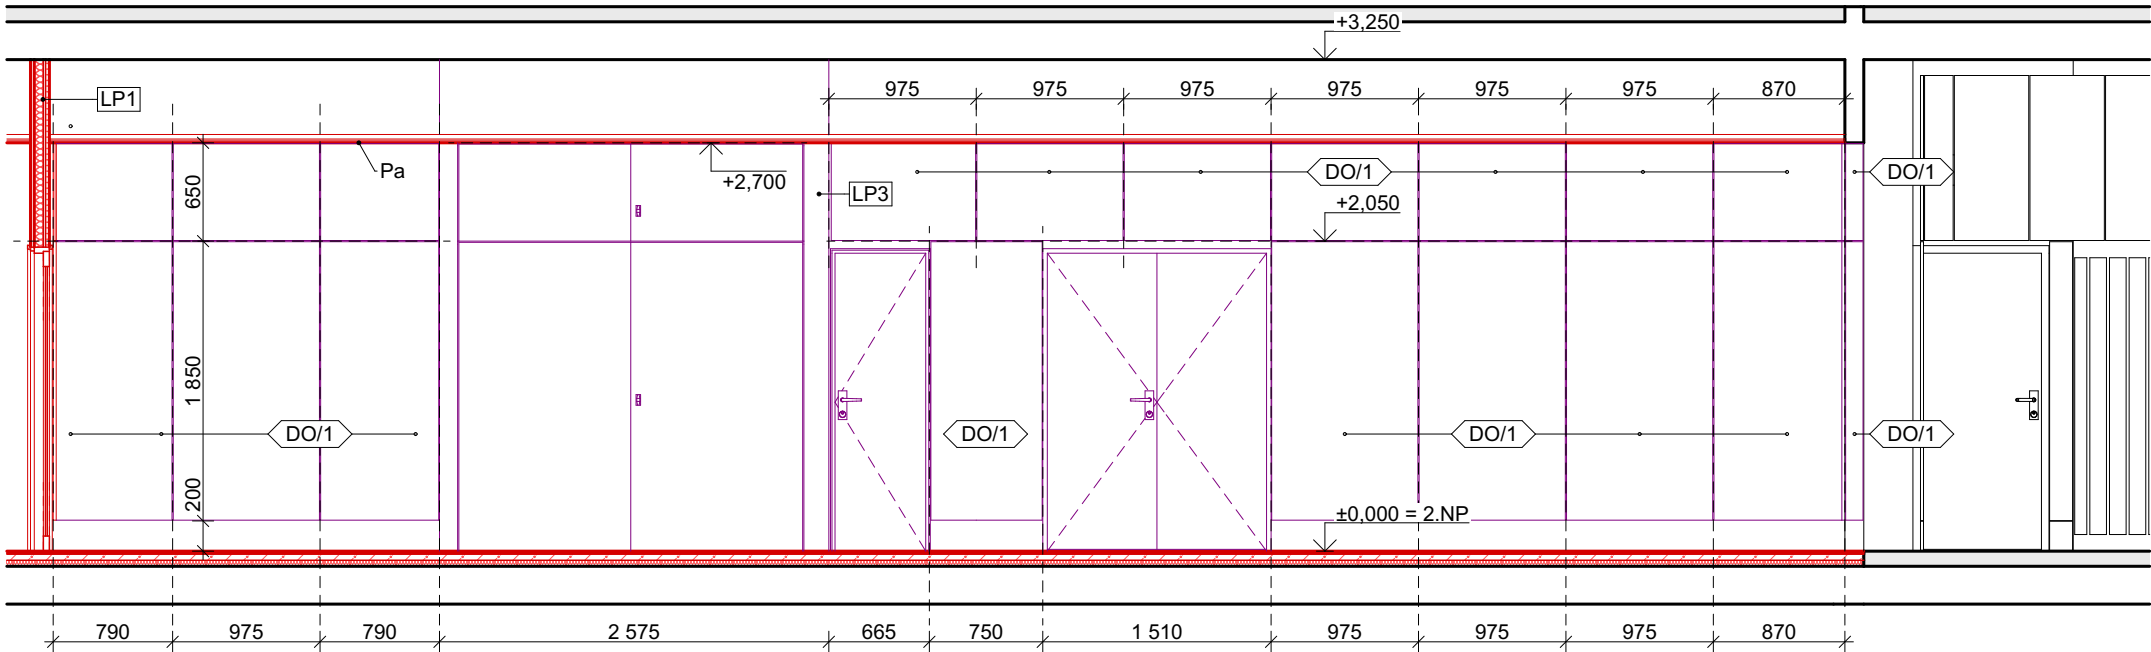 +3,250
975 975 975 975 975 975 870
LP1
Pa
+2,700
LP3
DO/1
DO/1
+2,050
650
1 850
200
DO/1
DO/1
DO/1
DO/1
±0,000 = 2.NP
790 975 790 2 575 665 750 1 510 975 975 975 870